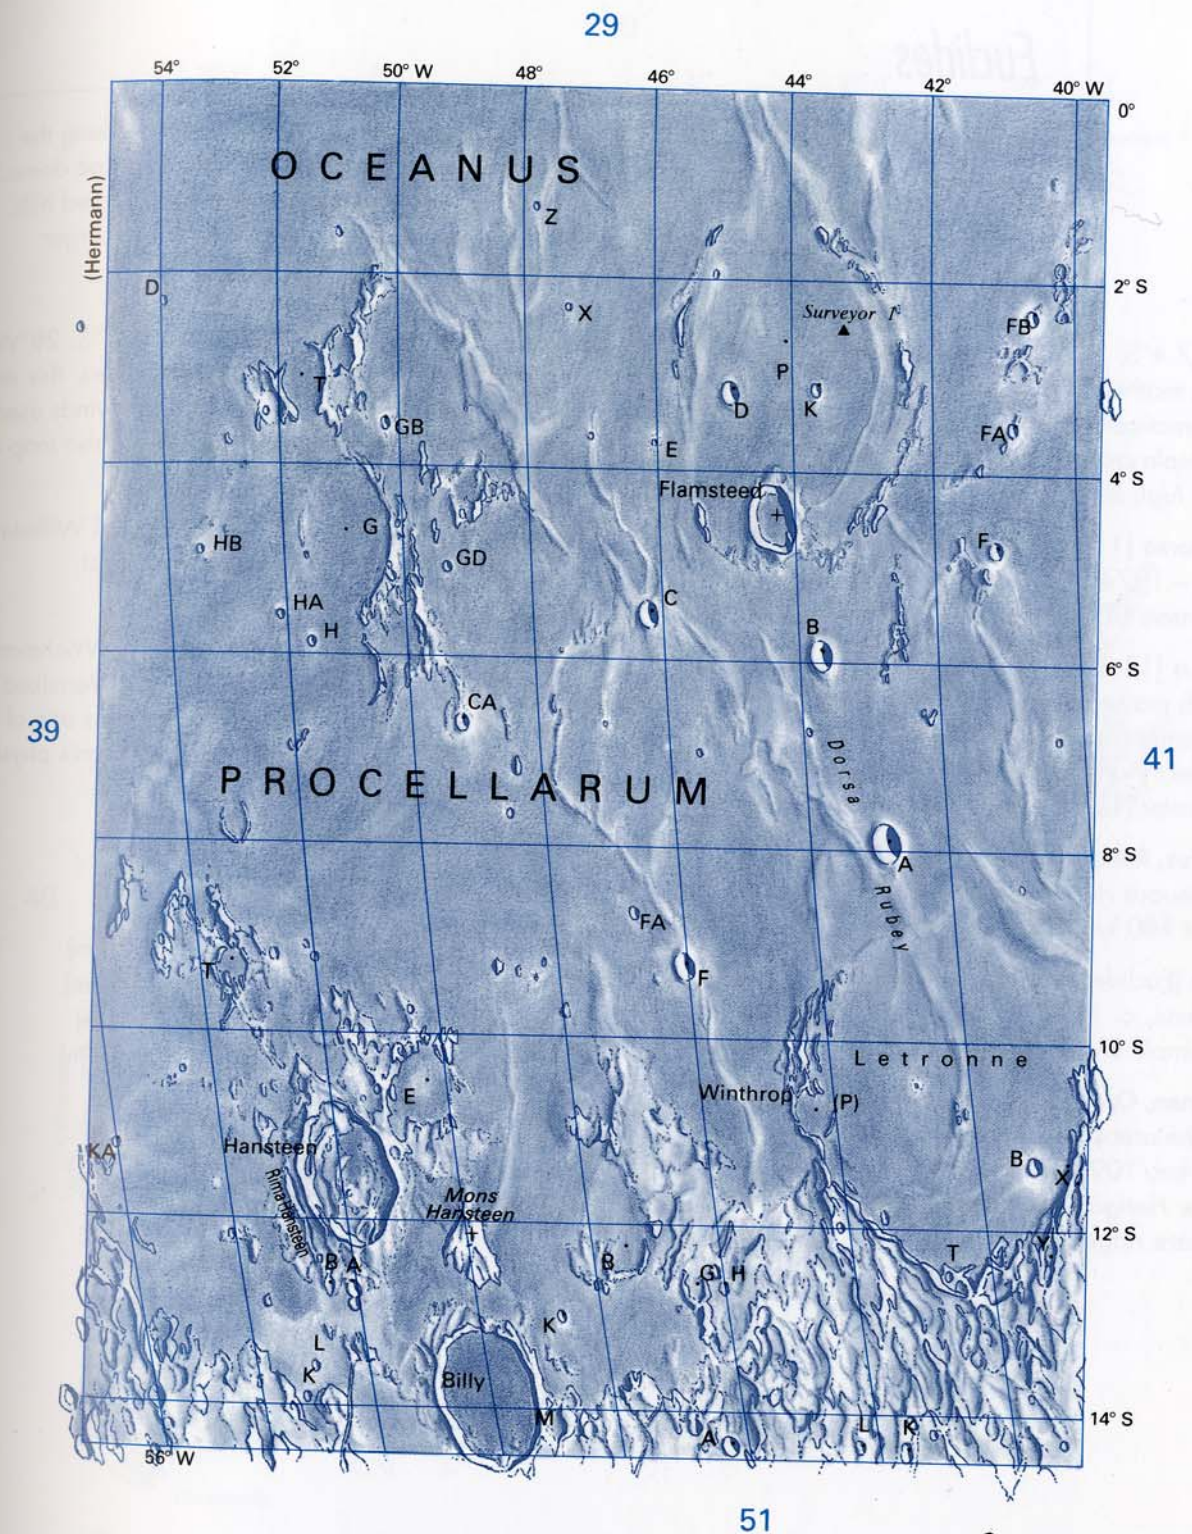 29
54° 52° 50° W 48° 46° 44° 42° 40° W
0°
OCEANUS
(Hermann)
Z
D
2° S
X
Surveyor 1
FB
P
T
D
K
GB
FA
E
4° S
Flamsteed
G
HB
F
GD
HA
C
H
B
6° S
CA
39
Dorsa
41
PROCELLARUM
8° S
A
Rubey
FA
T
F
10° S
Letronne
E
Winthrop
(P)
Hansteen
KA
B
X
Rima Hansteen
Mons
Hansteen
12° S
B
T
Y
B A
G H
K
L
K
Billy
M
A
L
K
14° S
56° W
51